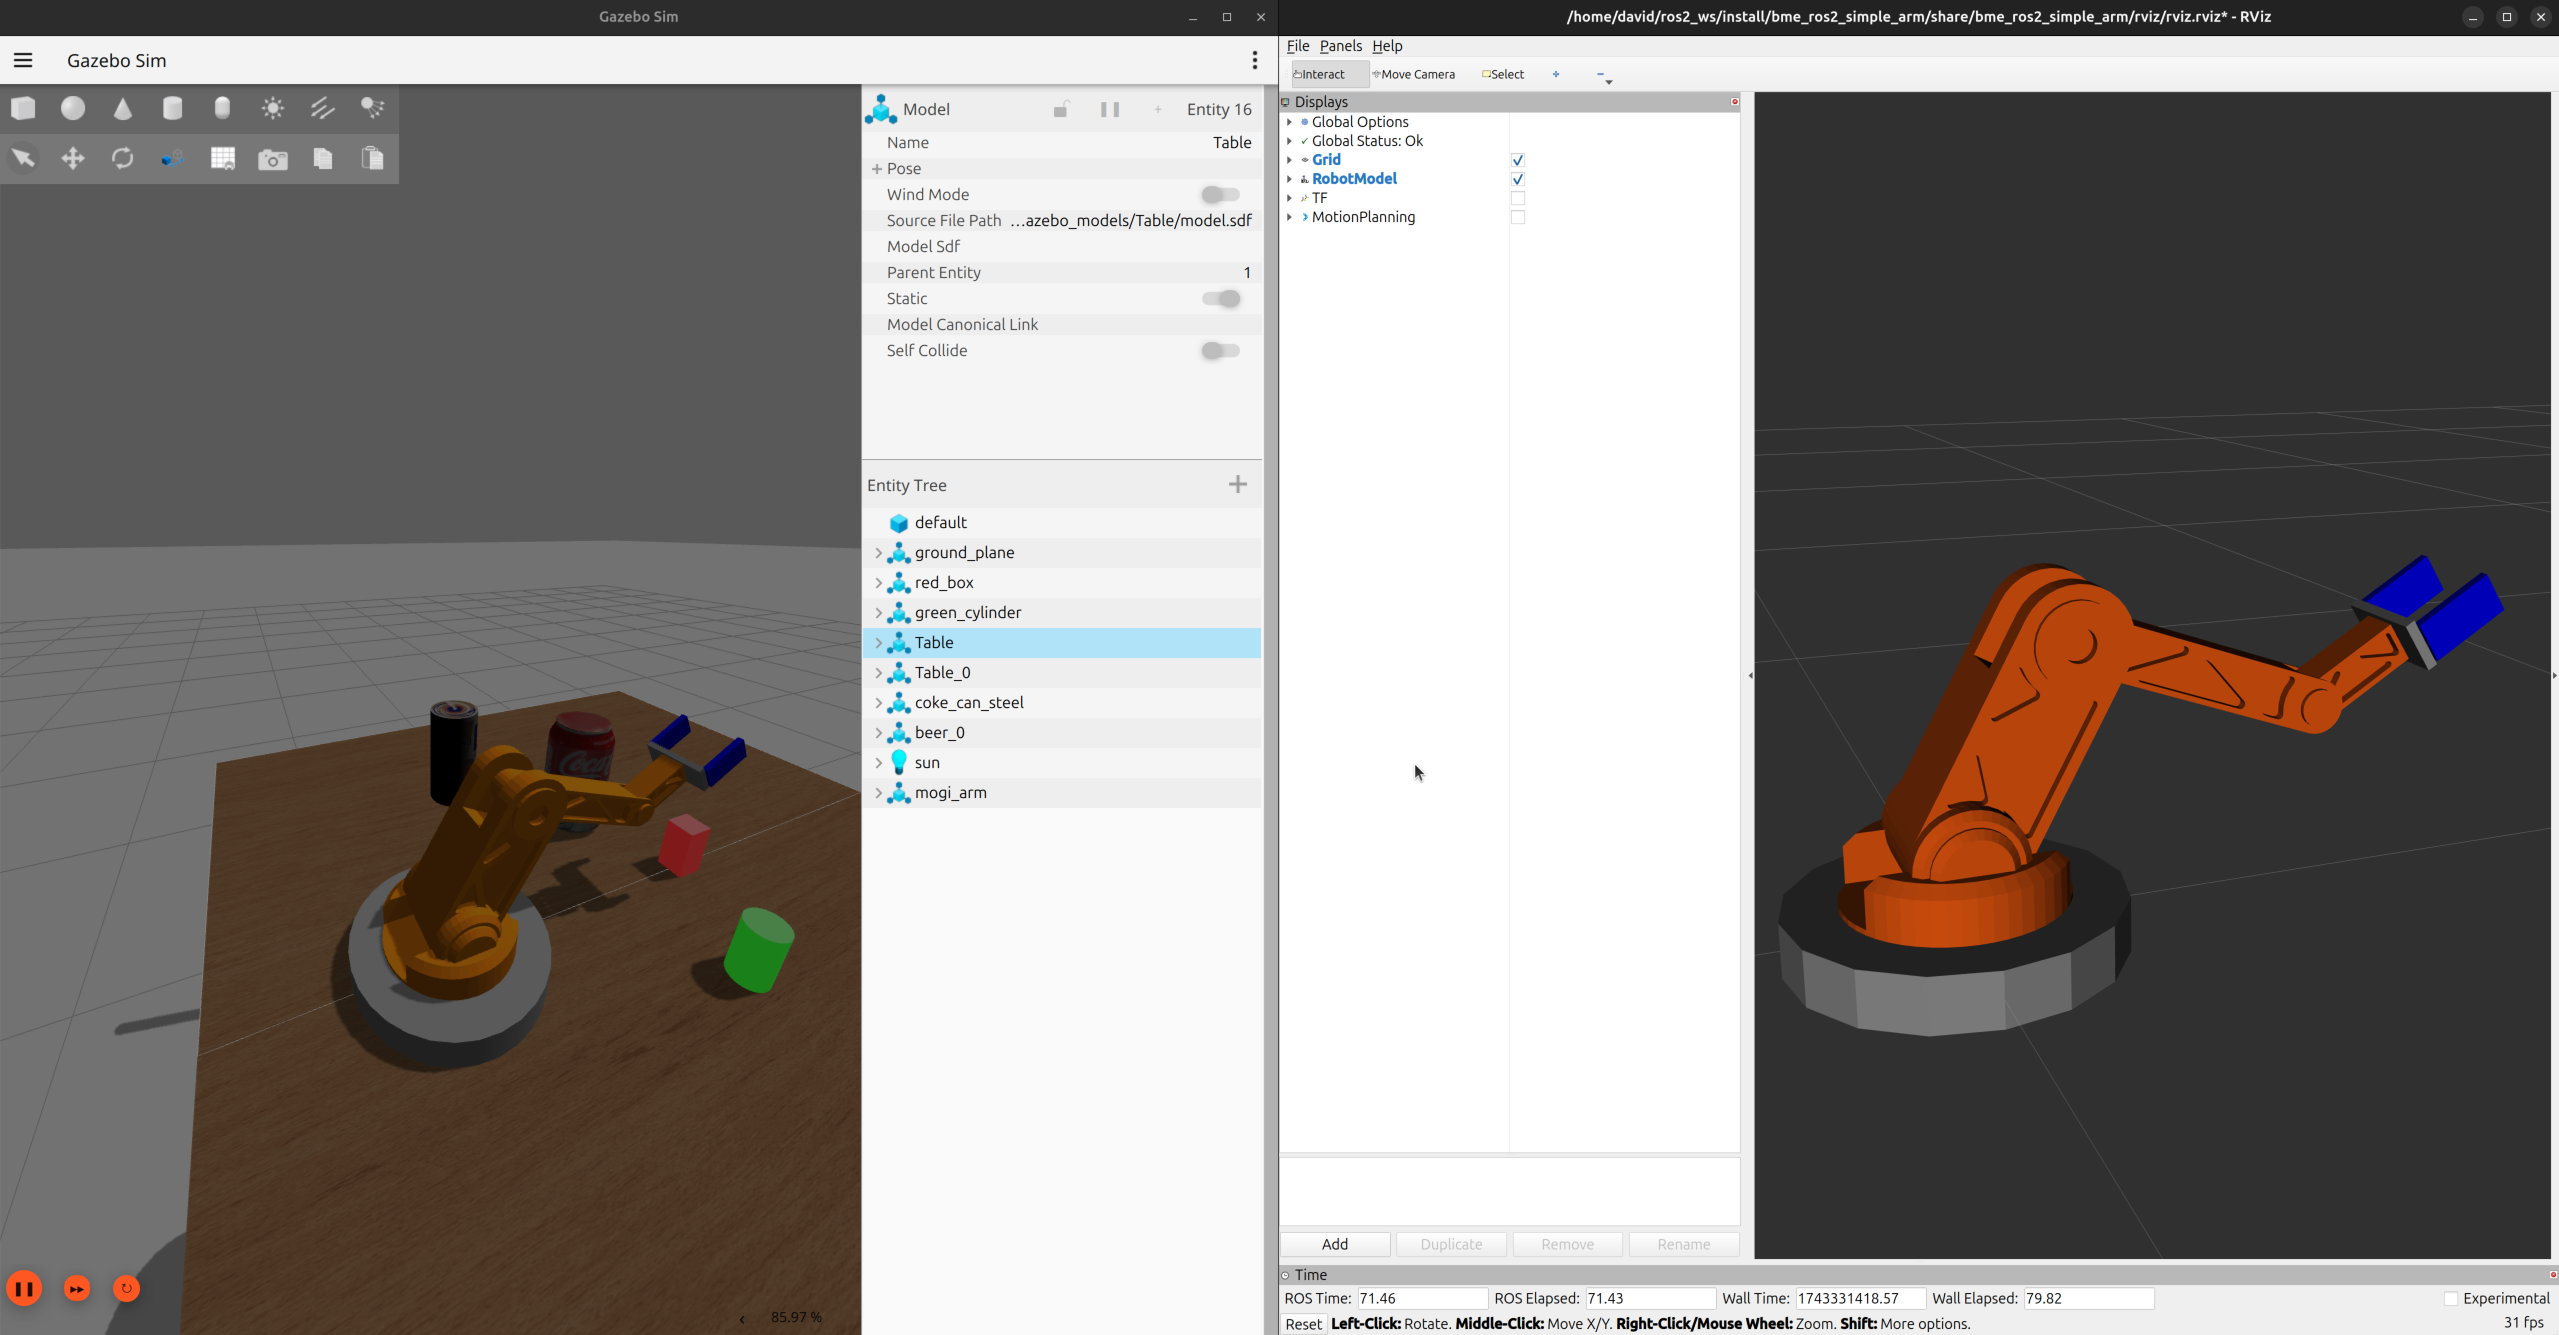 Gazebo Sim
Gazebo Sim
Model
Entity 16
Name Table
Pose
Wind Mode
Source File Path ...azebo_models/Table/model.sdf
Model Sdf
Parent Entity 1
Static
Model Canonical Link
Self Collide
Entity Tree
default
ground_plane
red_box
green_cylinder
Table
Table_0
coke_can_steel
beer_0
sun
mogi_arm
85.97 %
/home/david/ros2_ws/install/bme_ros2_simple_arm/share/bme_ros2_simple_arm/rviz/rviz.rviz* - RViz
File Panels Help
Interact Move Camera Select
Displays
Global Options
Global Status: Ok
Grid
RobotModel
TF
MotionPlanning
Add Duplicate Remove Rename
Time
ROS Time: 71.46 ROS Elapsed: 71.43 Wall Time: 1743331418.57 Wall Elapsed: 79.82 Experimental
Reset Left-Click: Rotate. Middle-Click: Move X/Y. Right-Click/Mouse Wheel: Zoom. Shift: More options. 31 fps